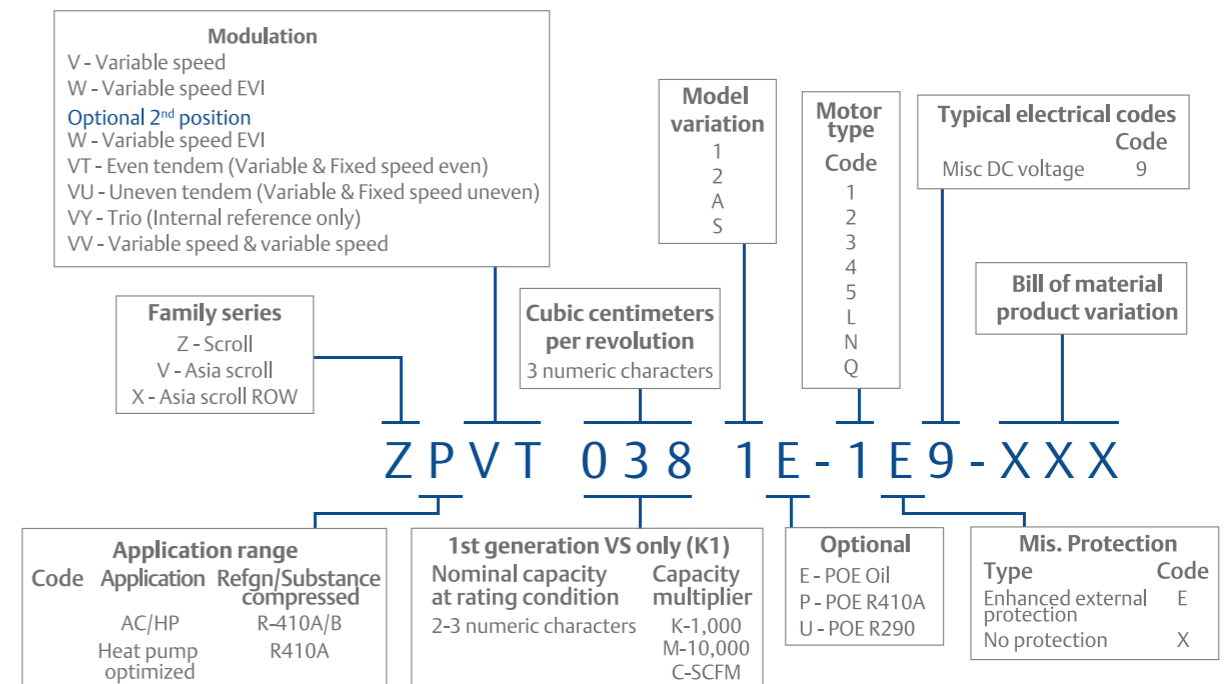 Modulation
V - Variable speed
W - Variable speed EVI
Optional 2nd position
W - Variable speed EVI
VT - Even tendem (Variable & Fixed speed even)
VU - Uneven tendem (Variable & Fixed speed uneven)
VY - Trio (Internal reference only)
VV - Variable speed & variable speed
Family series
Z - Scroll
V - Asia scroll
X - Asia scroll ROW
Cubic centimeters
per revolution
3 numeric characters
Model
variation
1
2
A
S
Motor
type
Code
1
2
3
4
5
L
N
Q
Typical electrical codes
Code
Misc DC voltage 9
Bill of material
product variation
ZPVT 038 1E-1E9-XXX
Application range
Code Application Refgn/Substance
compressed
AC/HP R-410A/B
Heat pump R410A
optimized
1st generation VS only (K1)
Nominal capacity Capacity
at rating condition multiplier
2-3 numeric characters K-1,000
M-10,000
C-SCFM
Optional
E - POE Oil
P - POE R410A
U - POE R290
Mis. Protection
Type Code
Enhanced external E
protection
No protection X